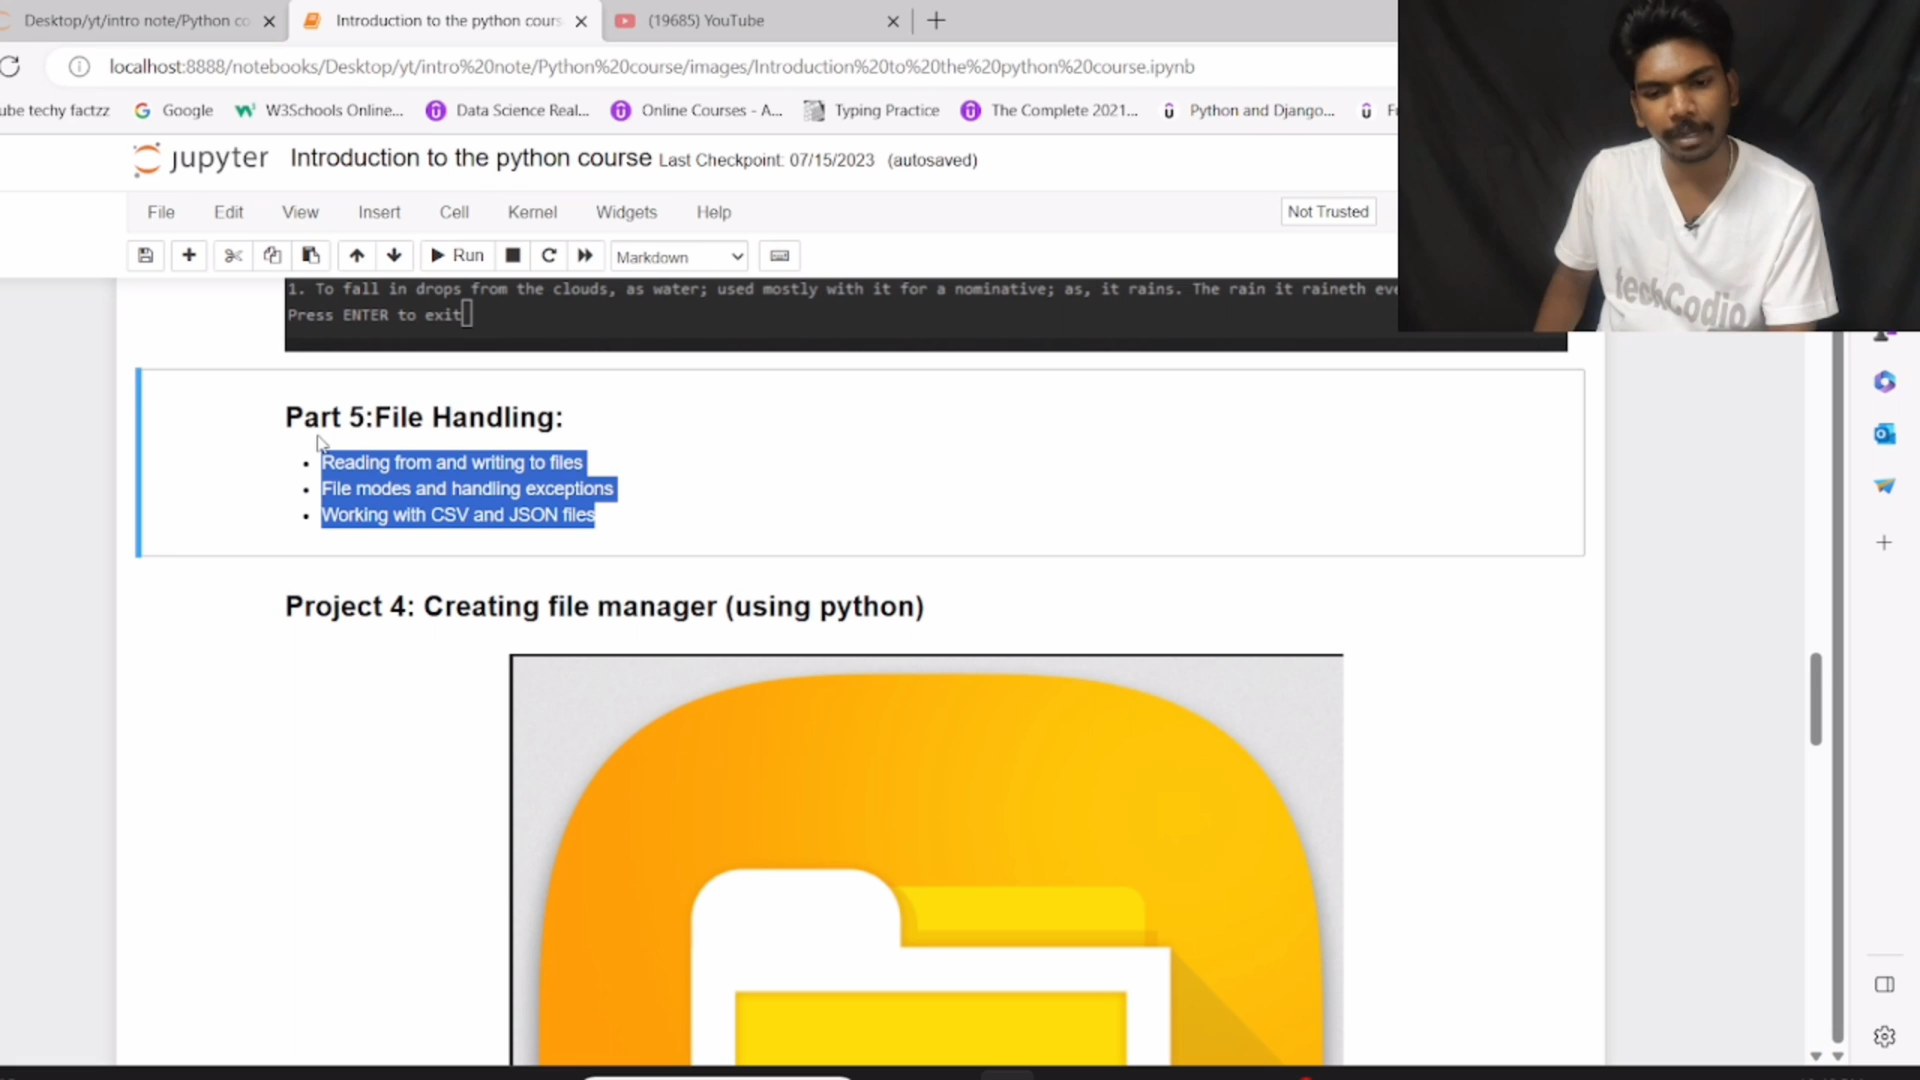 Desktop/yt/intro note/Python co
Introduction to the python cours
(19685) YouTube
localhost:8888/notebooks/Desktop/yt/intro%20note/Python%20course/images/Introduction%20to%20the%20python%20course.ipynb
ube techy factzz
Google
W3Schools Online...
Data Science Real...
Online Courses - A...
Typing Practice
The Complete 2021...
Python and Django...
jupyter Introduction to the python course Last Checkpoint: 07/15/2023 (autosaved)
File Edit View Insert Cell Kernel Widgets Help
Not Trusted
Run
Markdown
1. To fall in drops from the clouds, as water; used mostly with it for a nominative; as, it rains. The rain it raineth eve
Press ENTER to exit
techCodio
Part 5:File Handling:
• Reading from and writing to files
• File modes and handling exceptions
• Working with CSV and JSON files
Project 4: Creating file manager (using python)